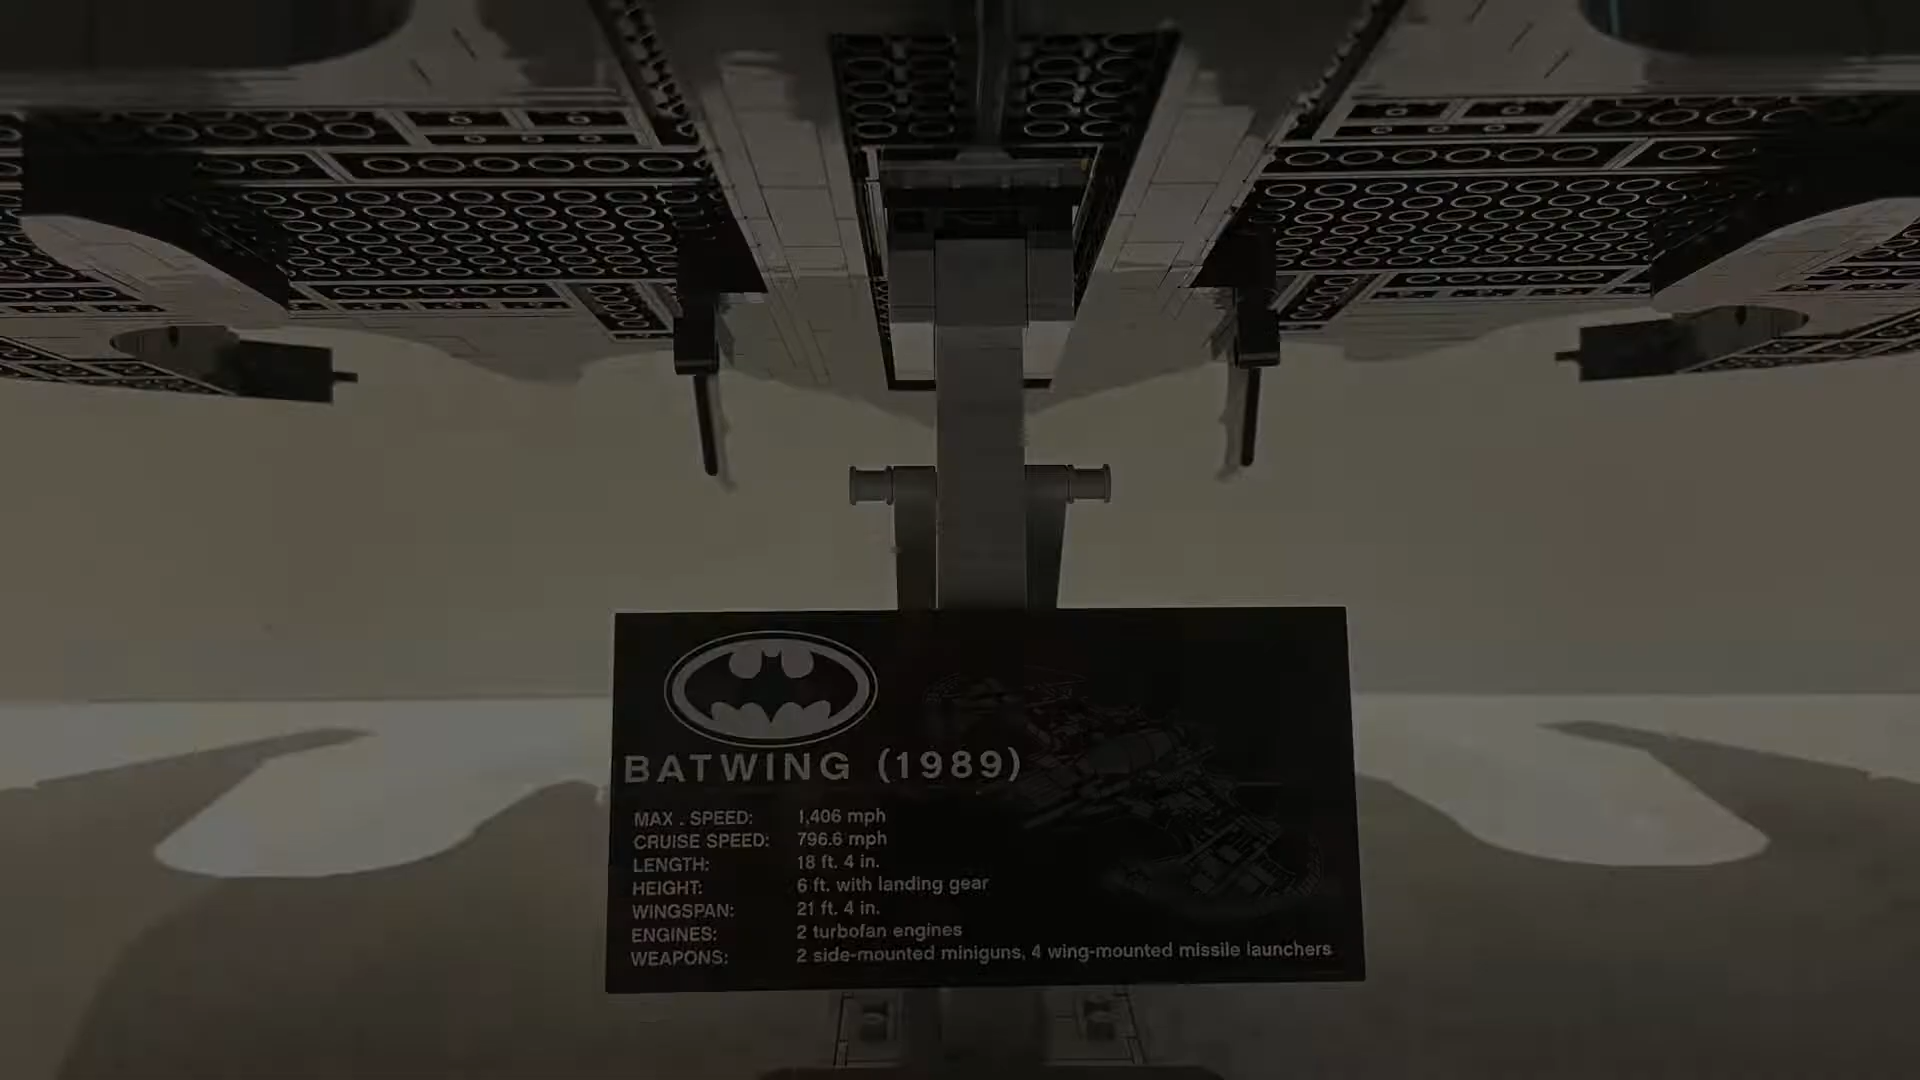 BATWING (1989)
MAX . SPEED: 1,406 mph
CRUISE SPEED: 796.6 mph
LENGTH: 18 ft. 4 in.
HEIGHT: 6 ft. with landing gear
WINGSPAN: 21 ft. 4 in.
ENGINES: 2 turbofan engines
WEAPONS: 2 side-mounted miniguns, 4 wing-mounted missile launchers